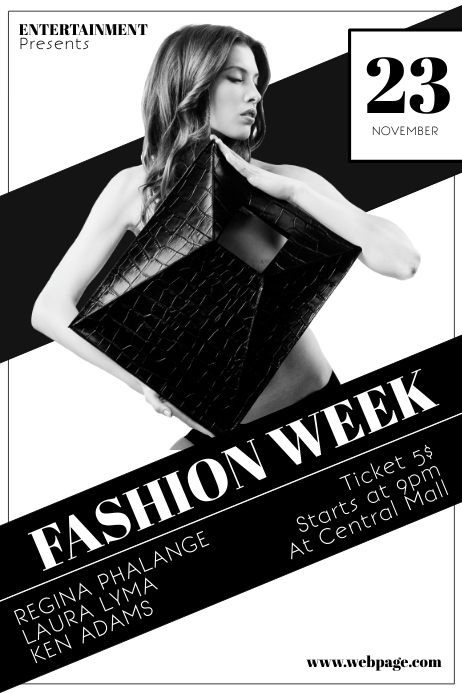 ENTERTAINMENT
Presents
23
NOVEMBER
FASHION WEEK
Ticket 5$
Starts at 9pm
At Central Mall
REGINA PHALANGE
LAURA LYMA
KEN ADAMS
www.webpage.com